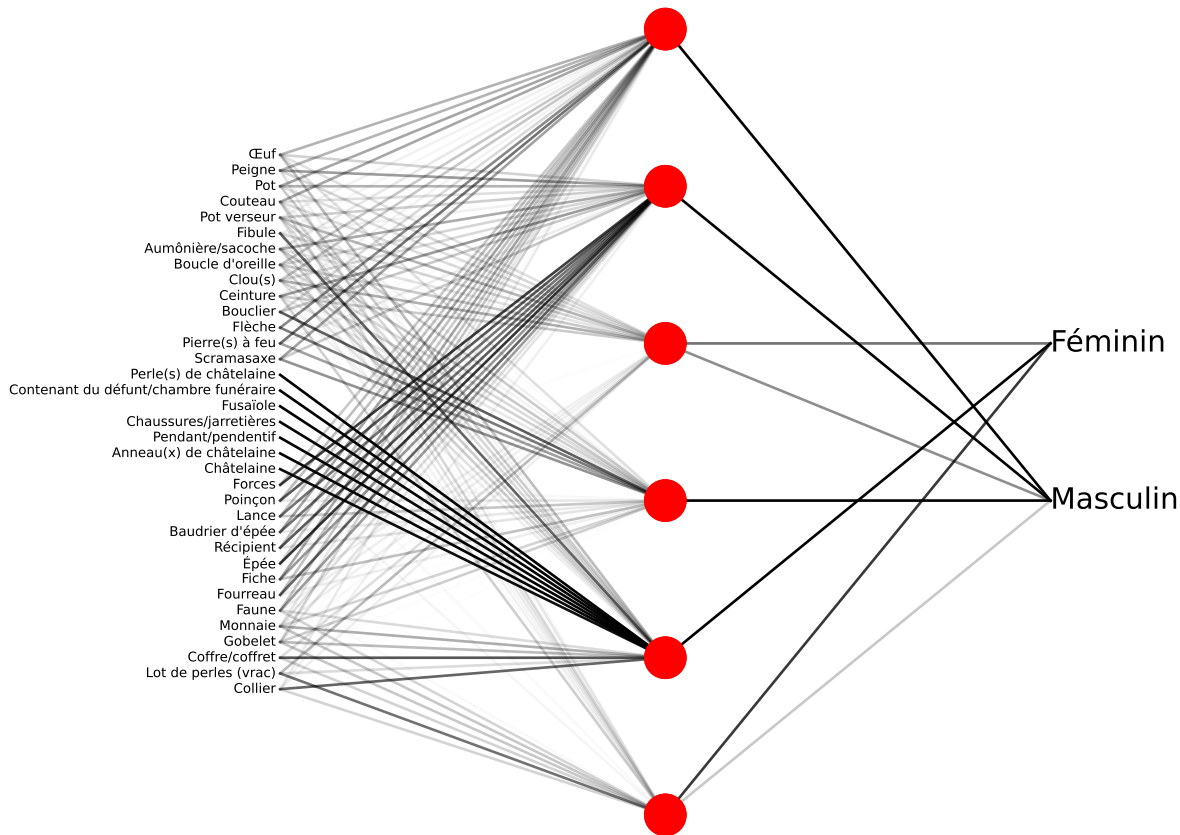 Œuf
Peigne
Pot
Couteau
Pot verseur
Fibule
Aumônière/sacoche
Boucle d'oreille
Clou(s)
Ceinture
Bouclier
Flèche
Pierre(s) à feu
Scramasaxe
Perle(s) de châtelaine
Contenant du défunt/chambre funéraire
Fusaïole
Chaussures/jarretières
Pendant/pendentif
Anneau(x) de châtelaine
Châtelaine
Forces
Poinçon
Lance
Baudrier d'épée
Récipient
Épée
Fiche
Fourreau
Faune
Monnaie
Gobelet
Coffre/coffret
Lot de perles (vrac)
Collier
Féminin
Masculin